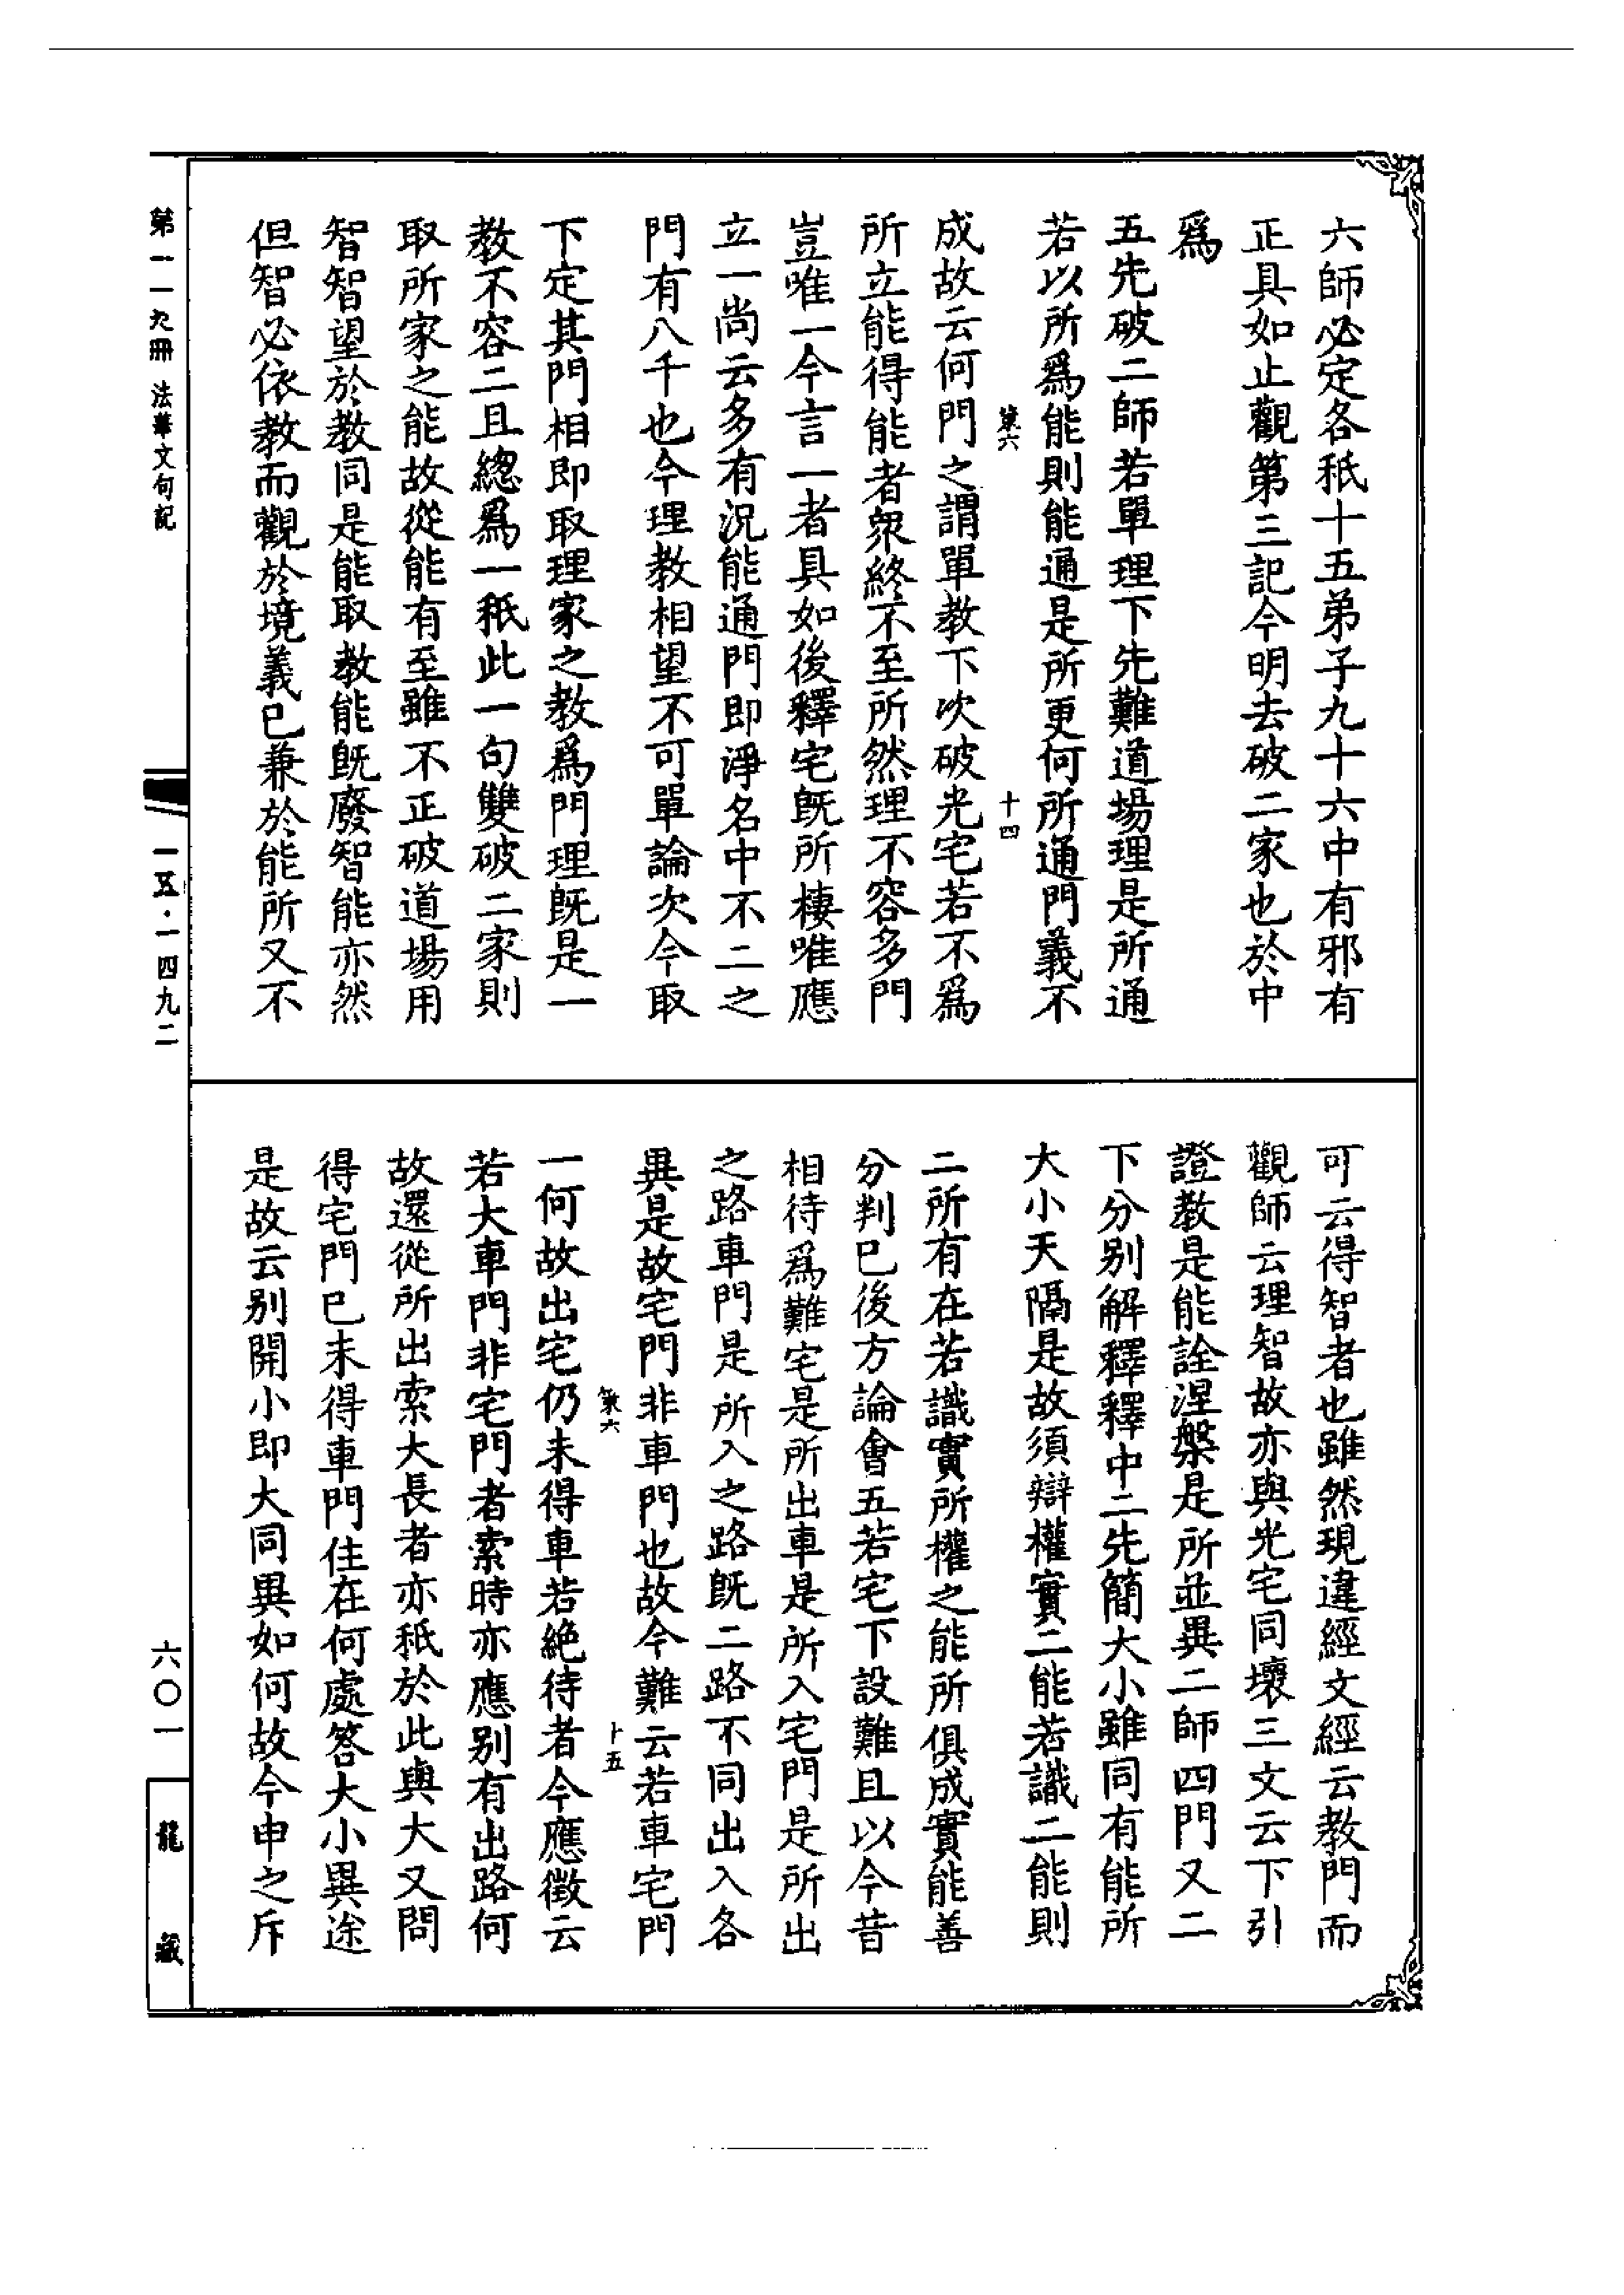 六師必定各秖十五弟子九十六中有邪有
正具如止觀第三記今明去破二家也於中
爲
五先破二師若單理下先難道場理是所通
若以所爲能則能通是所更何所通門義不
䇿六
十四
成故云何門之謂單教下次破光宅若不爲
所立能得能者衆終不至所然理不容多門
豈唯一今言一者具如後釋宅旣所棲唯應
立一尚云多有況能通門即淨名中不二之
門有八千也今理教相望不可單論次今取
下定其門相即取理家之教爲門理旣是一
教不容二且總爲一秖此一句雙破二家則
取所家之能故從能有至雖不正破道場用
智智望於教同是能取教能旣廢智能亦然
但智必依教而觀於境義已兼於能所又不
可云得智者也雖然現違經文經云教門而
觀師云理智故亦與光宅同壞三文云下引
證教是能詮涅槃是所並異二師四門又二
下分別解釋釋中二先簡大小雖同有能所
大小天隔是故須辯權實二能若識二能則
二所有在若識實所權之能所俱成實能善
分判已後方論會五若宅下設難且以今昔
相待爲難宅是所出車是所入宅門是所出
之路車門是所入之路旣二路不同出入各
異是故宅門非車門也故今難云若車宅門
䇿六
十五
一何故出宅仍未得車若絶待者今應徵云
若大車門非宅門者索時亦應別有出路何
故還從所出索大長者亦秖於此與大又問
得宅門已未得車門住在何處答大小異途
是故云別開小即大同異如何故今申之斥
第一一九冊 法華文句記
一五·一四九二
六〇一
龍藏